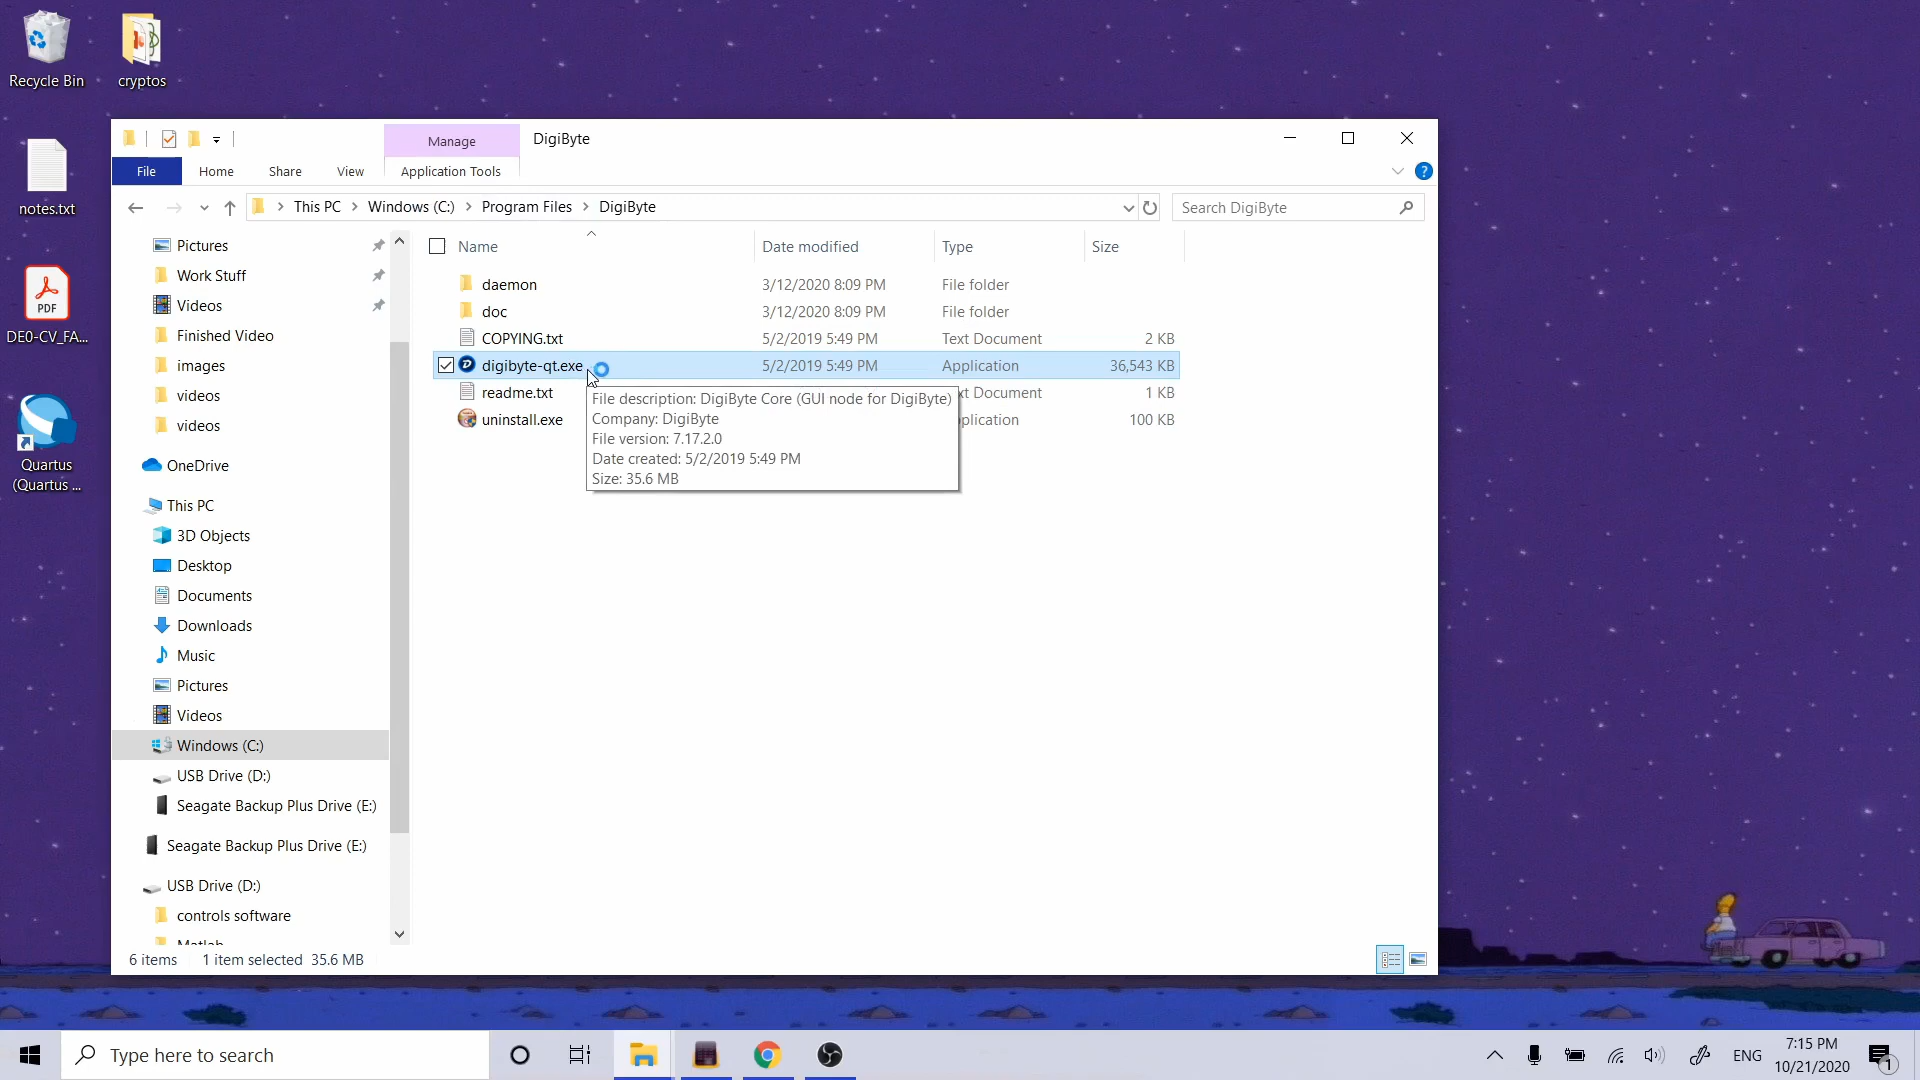 Recycle Bin
cryptos
notes.txt
PDF
DE0-CV_FA...
Quartus
(Quartus ...
Manage
DigiByte
File
Home
Share
View
Application Tools
?
This PC > Windows (C:) > Program Files > DigiByte
Search DigiByte
Pictures
Work Stuff
Videos
Finished Video
images
videos
videos
OneDrive
This PC
3D Objects
Desktop
Documents
Downloads
Music
Pictures
Videos
Windows (C:)
USB Drive (D:)
Seagate Backup Plus Drive (E:)
Seagate Backup Plus Drive (E:)
USB Drive (D:)
controls software
Matlab
Name Date modified Type Size
daemon 3/12/2020 8:09 PM File folder
doc 3/12/2020 8:09 PM File folder
COPYING.txt 5/2/2019 5:49 PM Text Document 2 KB
digibyte-qt.exe 5/2/2019 5:49 PM Application 36,543 KB
readme.txt xt Document 1 KB
uninstall.exe plication 100 KB
File description: DigiByte Core (GUI node for DigiByte)
Company: DigiByte
File version: 7.17.2.0
Date created: 5/2/2019 5:49 PM
Size: 35.6 MB
6 items 1 item selected 35.6 MB
Type here to search
ENG
7:15 PM
10/21/2020
1